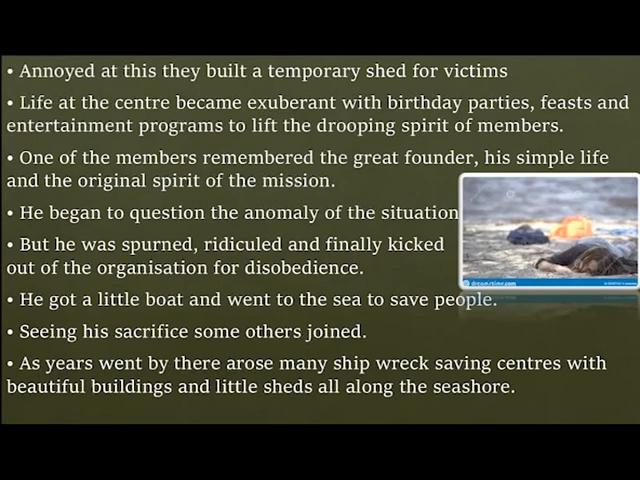 • Annoyed at this they built a temporary shed for victims
• Life at the centre became exuberant with birthday parties, feasts and
entertainment programs to lift the drooping spirit of members.
• One of the members remembered the great founder, his simple life
and the original spirit of the mission.
• He began to question the anomaly of the situation
• But he was spurned, ridiculed and finally kicked
out of the organisation for disobedience.
dreamstime.com
• He got a little boat and went to the sea to save people.
• Seeing his sacrifice some others joined.
• As years went by there arose many ship wreck saving centres with
beautiful buildings and little sheds all along the seashore.